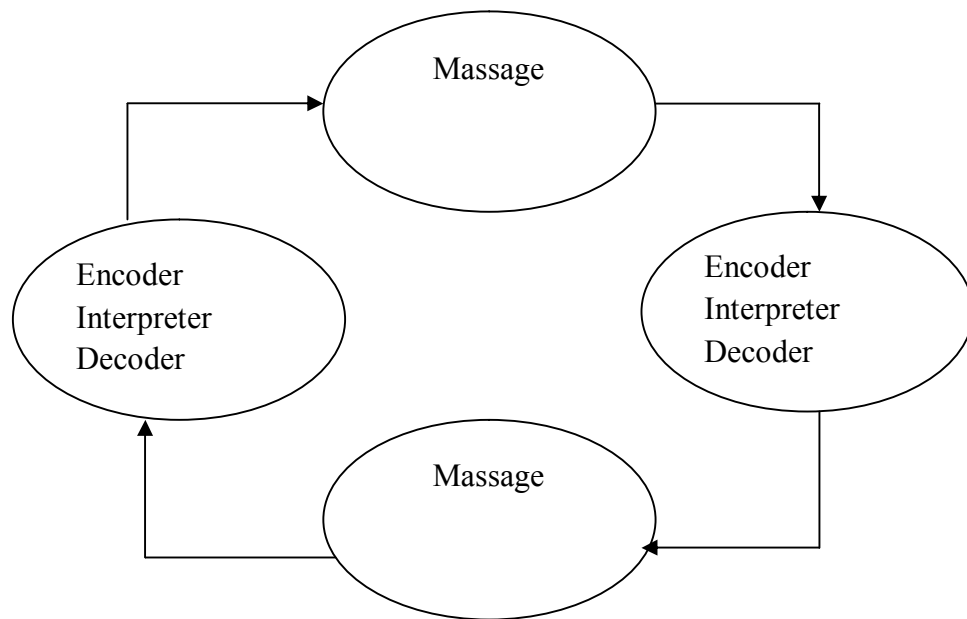 Massage
Encoder
Interpreter
Decoder
Encoder
Interpreter
Decoder
Massage